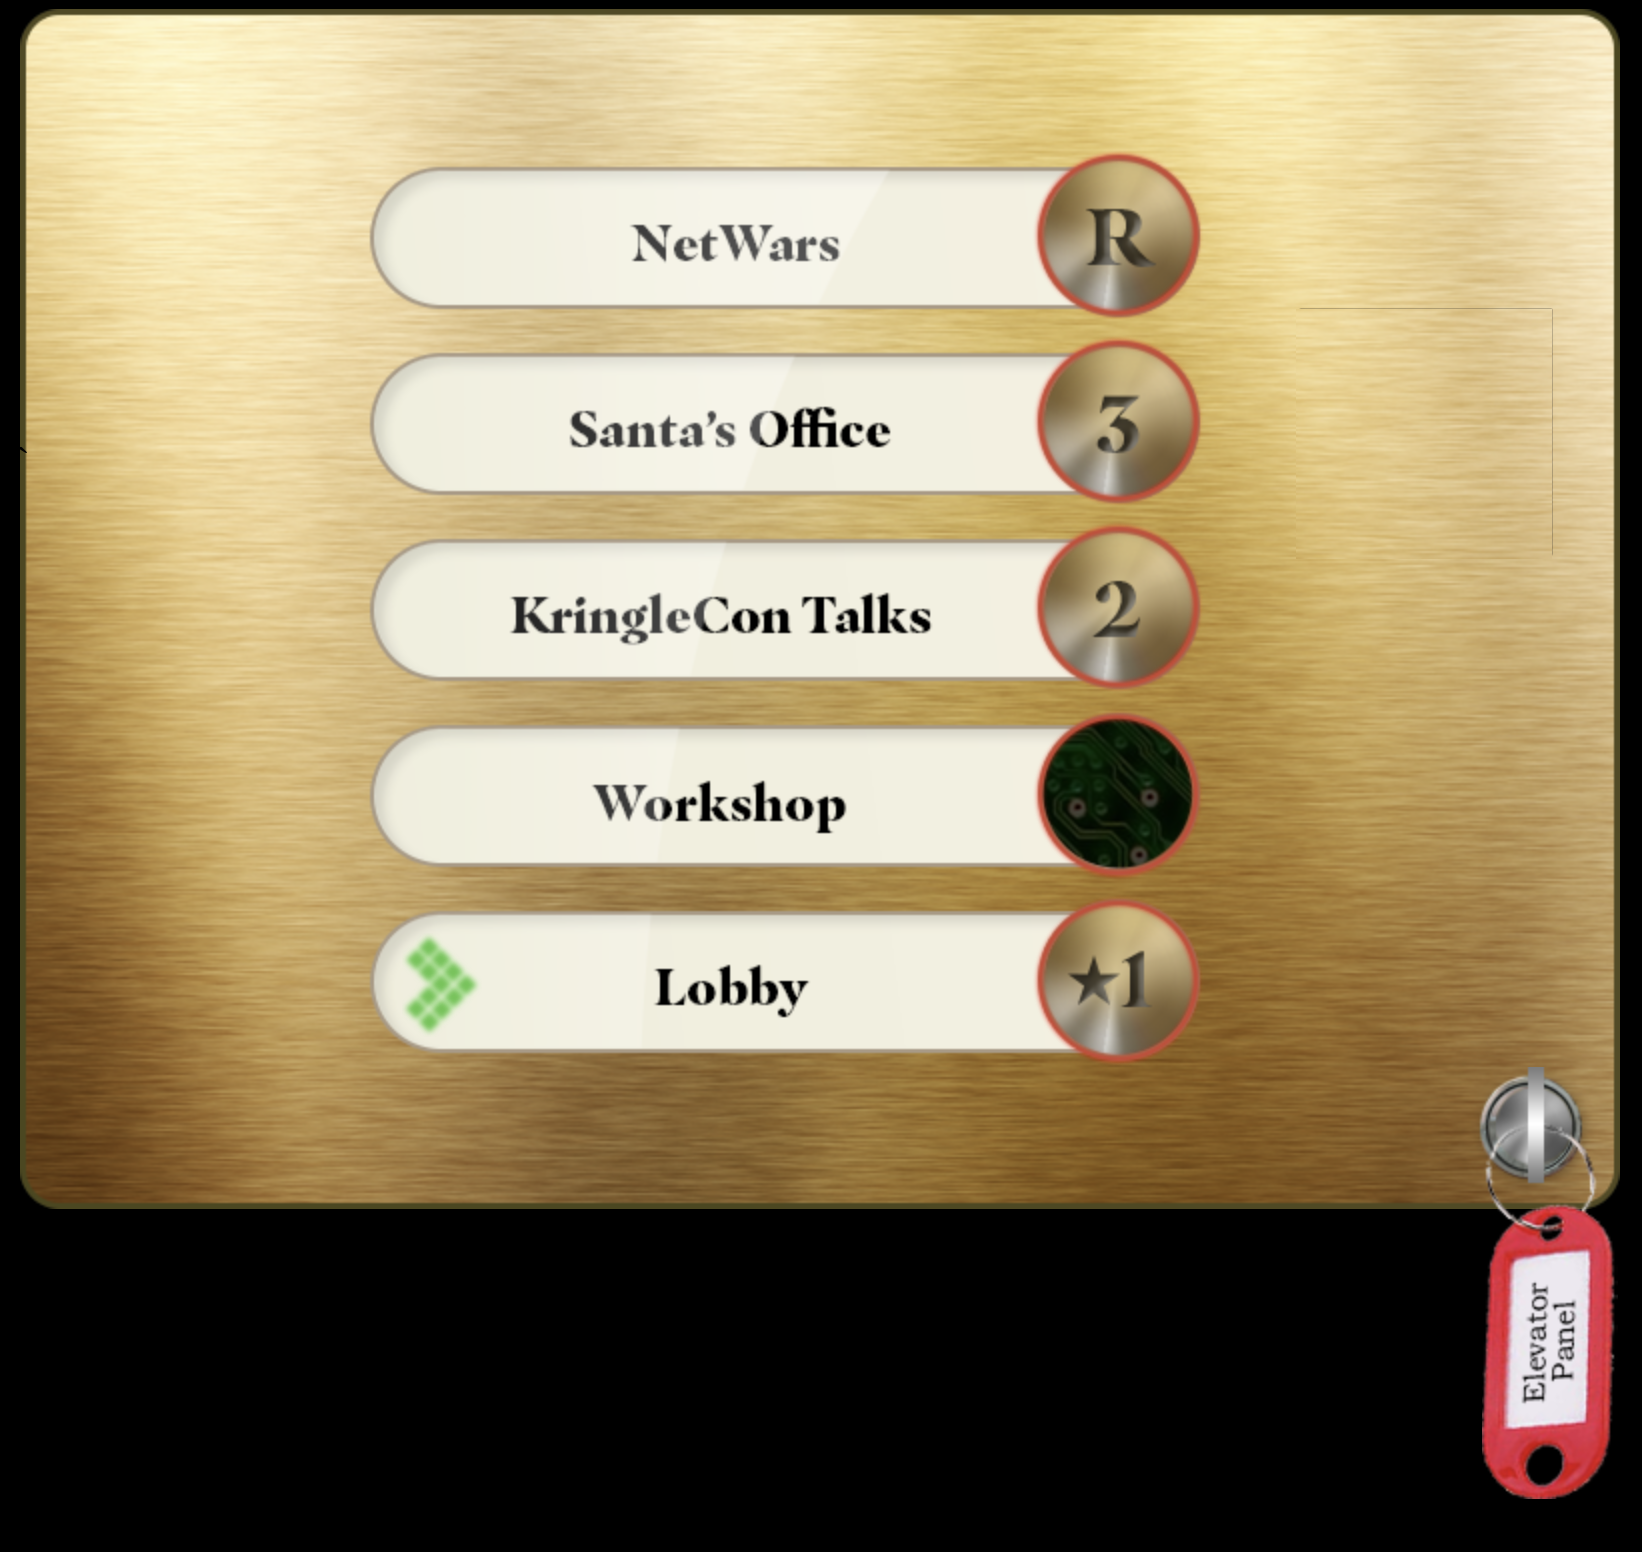 NetWars R
Santa's Office 3
KringleCon Talks 2
Workshop
Lobby ★1
Elevator
Panel